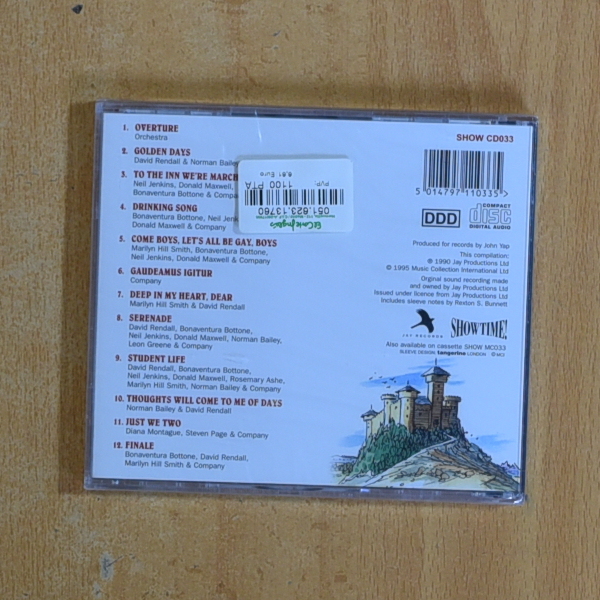 1. OVERTURE
Orchestra
2. GOLDEN DAYS
David Rendall & Norman Bailey
3. TO THE INN WE'RE MARCH
Neil Jenkins, Donald Maxwell,
Bonaventura Bottone & Compa
4. DRINKING SONG
Bonaventura Bottone, Neil Jenk
Donald Maxwell & Company
5. COME BOYS, LET'S ALL BE GAY, BOYS
Marilyn Hill Smith, Bonaventura Bottone,
Neil Jenkins, Donald Maxwell & Company
6. GAUDEAMUS IGITUR
Company
7. DEEP IN MY HEART, DEAR
Marilyn Hill Smith & David Rendall
8. SERENADE
David Rendall, Bonaventura Bottone,
Neil Jenkins, Donald Maxwell, Norman Bailey,
Leon Greene & Company
9. STUDENT LIFE
David Rendall, Bonaventura Bottone,
Neil Jenkins, Donald Maxwell, Rosemary Ashe,
Marilyn Hill Smith, Norman Bailey & Company
10. THOUGHTS WILL COME TO ME OF DAYS
Norman Bailey & David Rendall
11. JUST WE TWO
Diana Montague, Steven Page & Company
12. FINALE
Bonaventura Bottone, David Rendall,
Marilyn Hill Smith & Company
El Corte Inglés
051.823.13760
PVP. 1100 PTA
6,61 Euro
SHOW CD033
5 014797 110335 >
DDD
COMPACT
disc
DIGITAL AUDIO
Produced for records by John Yap
This compilation:
℗ 1990 Jay Productions Ltd
© 1995 Music Collection International Ltd
Orginal sound recording made
and owned by Jay Productions Ltd
Issued under licence from Jay Productions Ltd
Includes sleeve notes by Rexton S. Bunnett
JAY RECORDS
SHOWTIME!
Also available on cassette SHOW MC033
SLEEVE DESIGN: tangerine LONDON © MCI